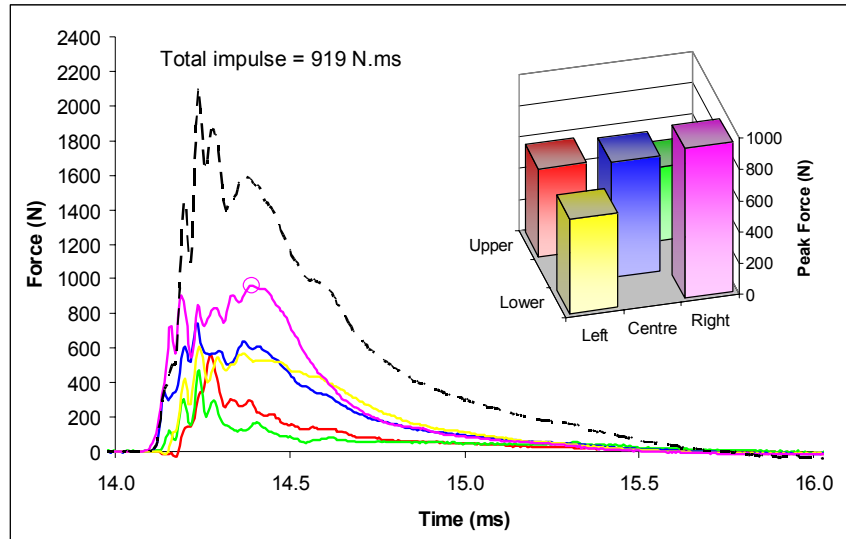 Total impulse = 919 N.ms
Force (N)
2400
2200
2000
1800
1600
1400
1200
1000
800
600
400
200
0
14.0 14.5 15.0 15.5 16.0
Time (ms)
Upper
Lower
Left Centre Right
1000
800
600
400
200
0
Peak Force (N)